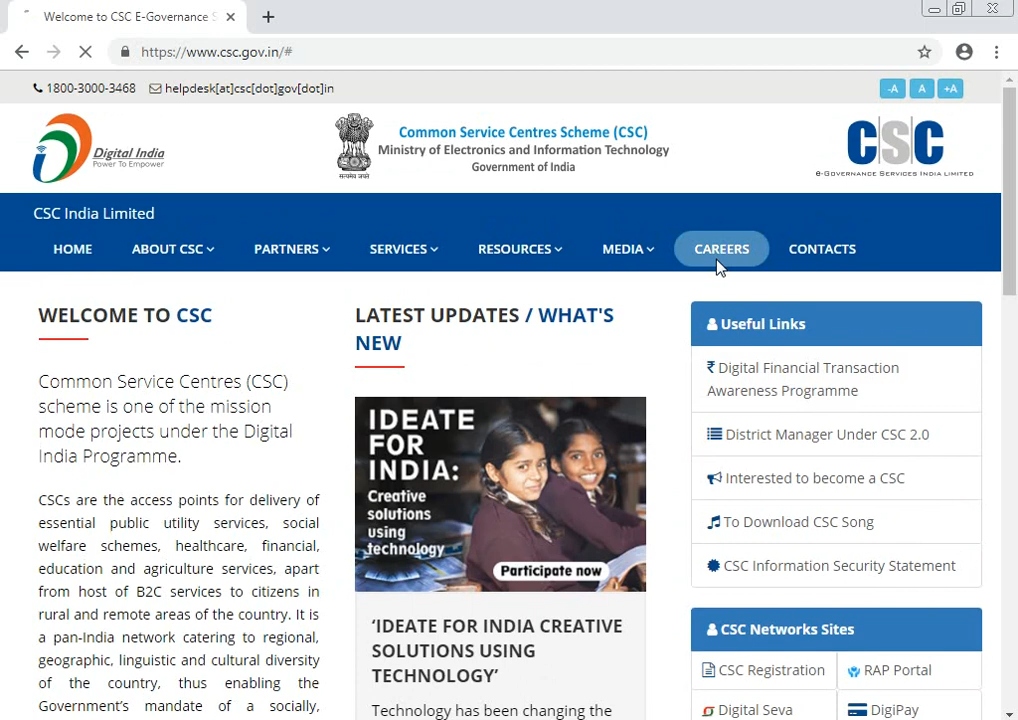 Welcome to CSC E-Governance S
https://www.csc.gov.in/#
1800-3000-3468 helpdesk[at]csc[dot]gov[dot]in
-A A +A
Digital India
Power To Empower
सत्यमेव जयते
Common Service Centres Scheme (CSC)
Ministry of Electronics and Information Technology
Government of India
CSC
e-GOVERNANCE SERVICES INDIA LIMITED
CSC India Limited
HOME ABOUT CSC PARTNERS SERVICES RESOURCES MEDIA CAREERS CONTACTS
WELCOME TO CSC
Common Service Centres (CSC)
scheme is one of the mission
mode projects under the Digital
India Programme.
CSCs are the access points for delivery of
essential public utility services, social
welfare schemes, healthcare, financial,
education and agriculture services, apart
from host of B2C services to citizens in
rural and remote areas of the country. It is
a pan-India network catering to regional,
geographic, linguistic and cultural diversity
of the country, thus enabling the
Government's mandate of a socially,
LATEST UPDATES / WHAT'S
NEW
IDEATE
FOR
INDIA:
Creative
solutions
using
technology
Participate now
‘IDEATE FOR INDIA CREATIVE
SOLUTIONS USING
TECHNOLOGY’
Technology has been changing the
Useful Links
₹ Digital Financial Transaction
Awareness Programme
District Manager Under CSC 2.0
Interested to become a CSC
To Download CSC Song
CSC Information Security Statement
CSC Networks Sites
CSC Registration RAP Portal
Digital Seva DigiPay